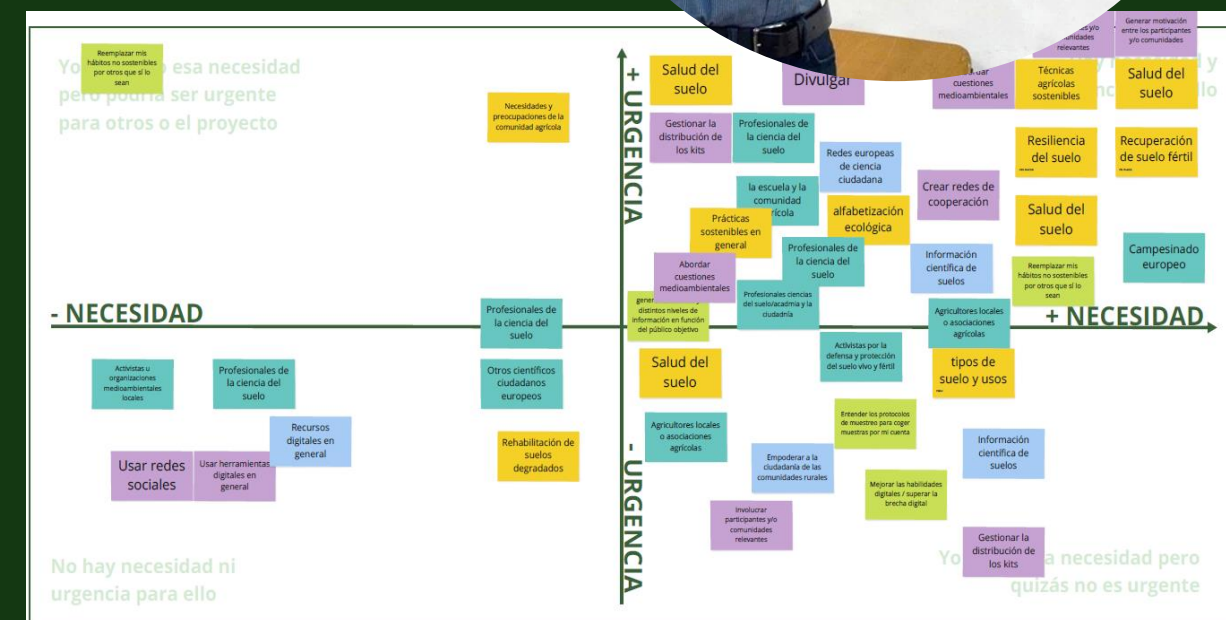 Reemplazar mis
hábitos no sostenibles
por otros que sí lo
sean
esa necesidad
ser urgente
para otros o el proyecto
Necesidades y
preocupaciones de la
comunidad agrícola
+ URGENCIA
Salud del
suelo
Divulgar
cuestiones
medioambientales
y/o
relevantes
Generar motivación
entre los participantes
y/o comunidades
Técnicas
agrícolas
sostenibles
Salud del
suelo
Gestionar la
distribución de
los kits
Profesionales de
la ciencia del
suelo
Redes europeas
de ciencia
ciudadana
Resiliencia
del suelo
Recuperación
de suelo fértil
la escuela y la
comunidad
Crear redes de
cooperación
Prácticas
sostenibles en
general
alfabetización
ecológica
Salud del
suelo
Abordar
cuestiones
medioambientales
Profesionales de
la ciencia del
suelo
Información
científica de
suelos
Campesinado
europeo
Reemplazar mis
hábitos no sostenibles
por otros que sí lo
sean
distintos niveles de
información en función
del público objetivo
Profesionales ciencias
del suelo/acadmia y la
ciudadnía
Agricultores locales
o asociaciones
agrícolas
- NECESIDAD
Profesionales de
la ciencia del
suelo
+ NECESIDAD
Activistas u
organizaciones
medioambientales
locales
Profesionales de
la ciencia del
suelo
Otros científicos
ciudadanos
europeos
Salud del
suelo
Activistas por la
defensa y protección
del suelo vivo y fértil
tipos de
suelo y usos
Recursos
digitales en
general
Usar redes
sociales
Usar herramientas
digitales en
general
Rehabilitación de
suelos
degradados
Agricultores locales
o asociaciones
agrícolas
Entender los protocolos
de muestreo para coger
muestras por mi cuenta
Información
científica de
suelos
- URGENCIA
Empoderar a la
ciudadanía de las
comunidades rurales
Mejorar las habilidades
digitales / superar la
brecha digital
Involucrar
participantes y/o
comunidades
relevantes
Gestionar la
distribución de
los kits
No hay necesidad ni
urgencia para ello
Yo
a necesidad pero
quizás no es urgente